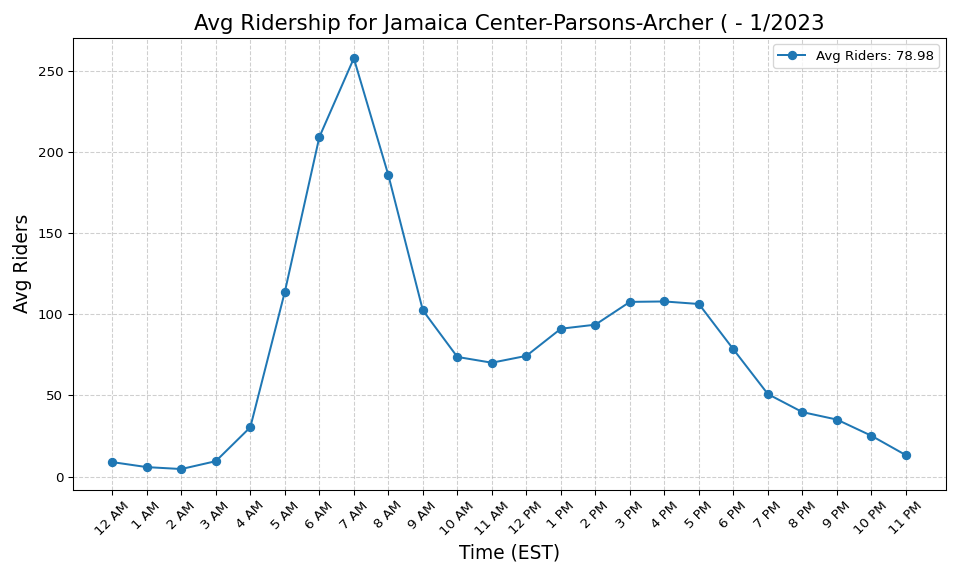 Avg Ridership for Jamaica Center-Parsons-Archer ( - 1/2023
Avg Riders: 78.98
Avg Riders
250
200
150
100
50
0
12 AM 1 AM 2 AM 3 AM 4 AM 5 AM 6 AM 7 AM 8 AM 9 AM 10 AM 11 AM 12 PM 1 PM 2 PM 3 PM 4 PM 5 PM 6 PM 7 PM 8 PM 9 PM 10 PM 11 PM
Time (EST)